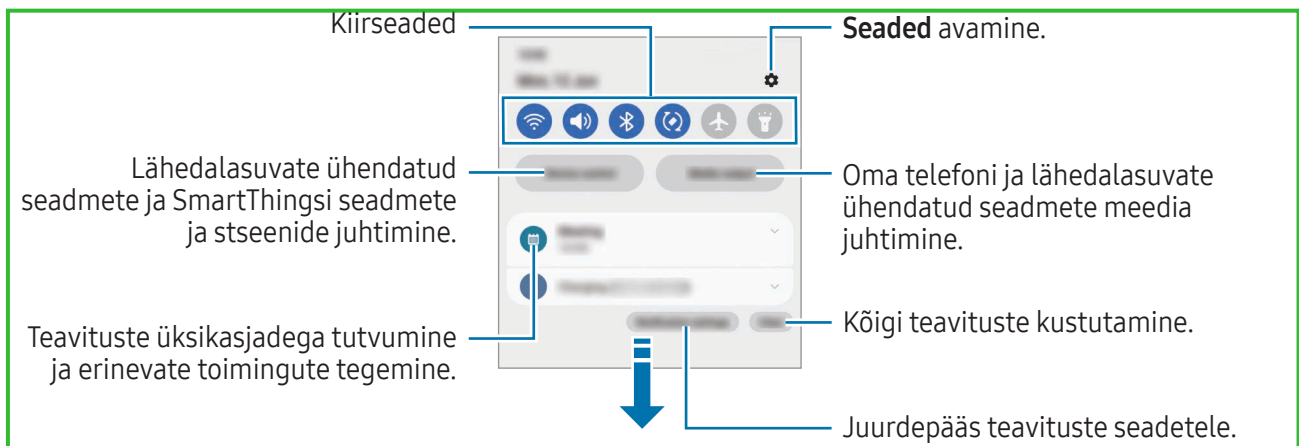 Kiirseaded
Seaded avamine.
Lähedalasuvate ühendatud
seadmete ja SmartThingsi seadmete
ja stseenide juhtimine.
Oma telefoni ja lähedalasuvate
ühendatud seadmete meedia
juhtimine.
Teavituste üksikasjadega tutvumine
ja erinevate toimingute tegemine.
Kõigi teavituste kustutamine.
Juurdepääs teavituste seadetele.